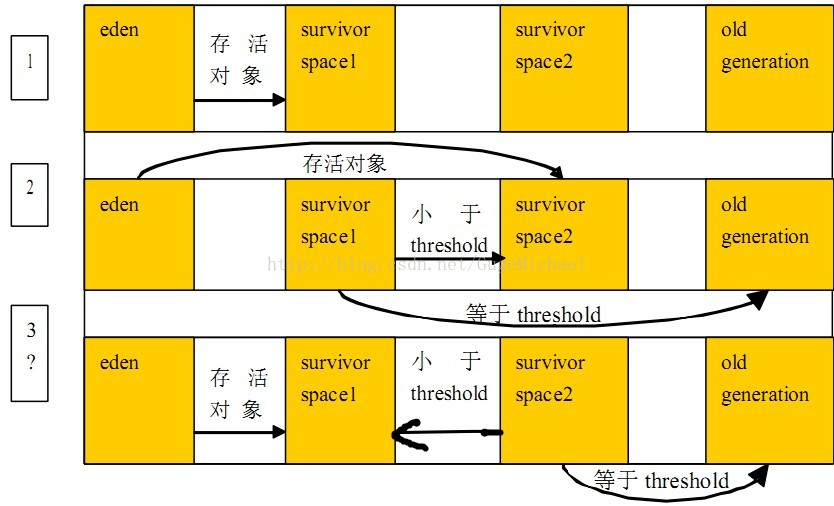 1
eden
存 活
对 象
survivor
space1
survivor
space2
old
generation
2
存活对象
eden
survivor
space1
小 于
threshold
survivor
space2
old
generation
http://blog.csdn.net/GugeMichael
等于 threshold
3
?
eden
存 活
对 象
survivor
space1
小 于
threshold
survivor
space2
old
generation
等于 threshold